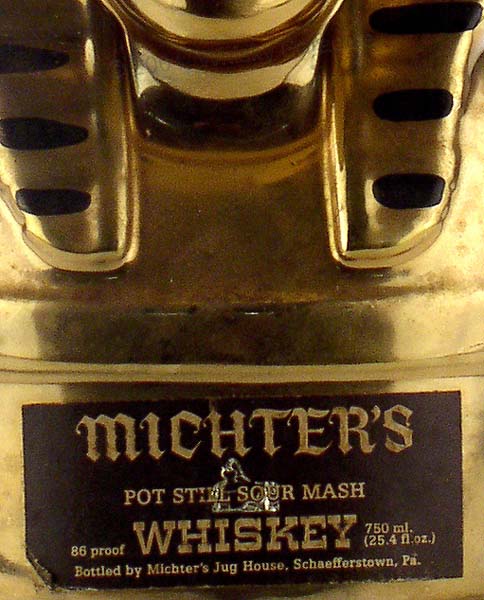 MICHTER'S
POT STILL SOUR MASH
86 proof WHISKEY 750 ml. (25.4 fl.oz.)
Bottled by Michter's Jug House, Schaefferstown, Pa.